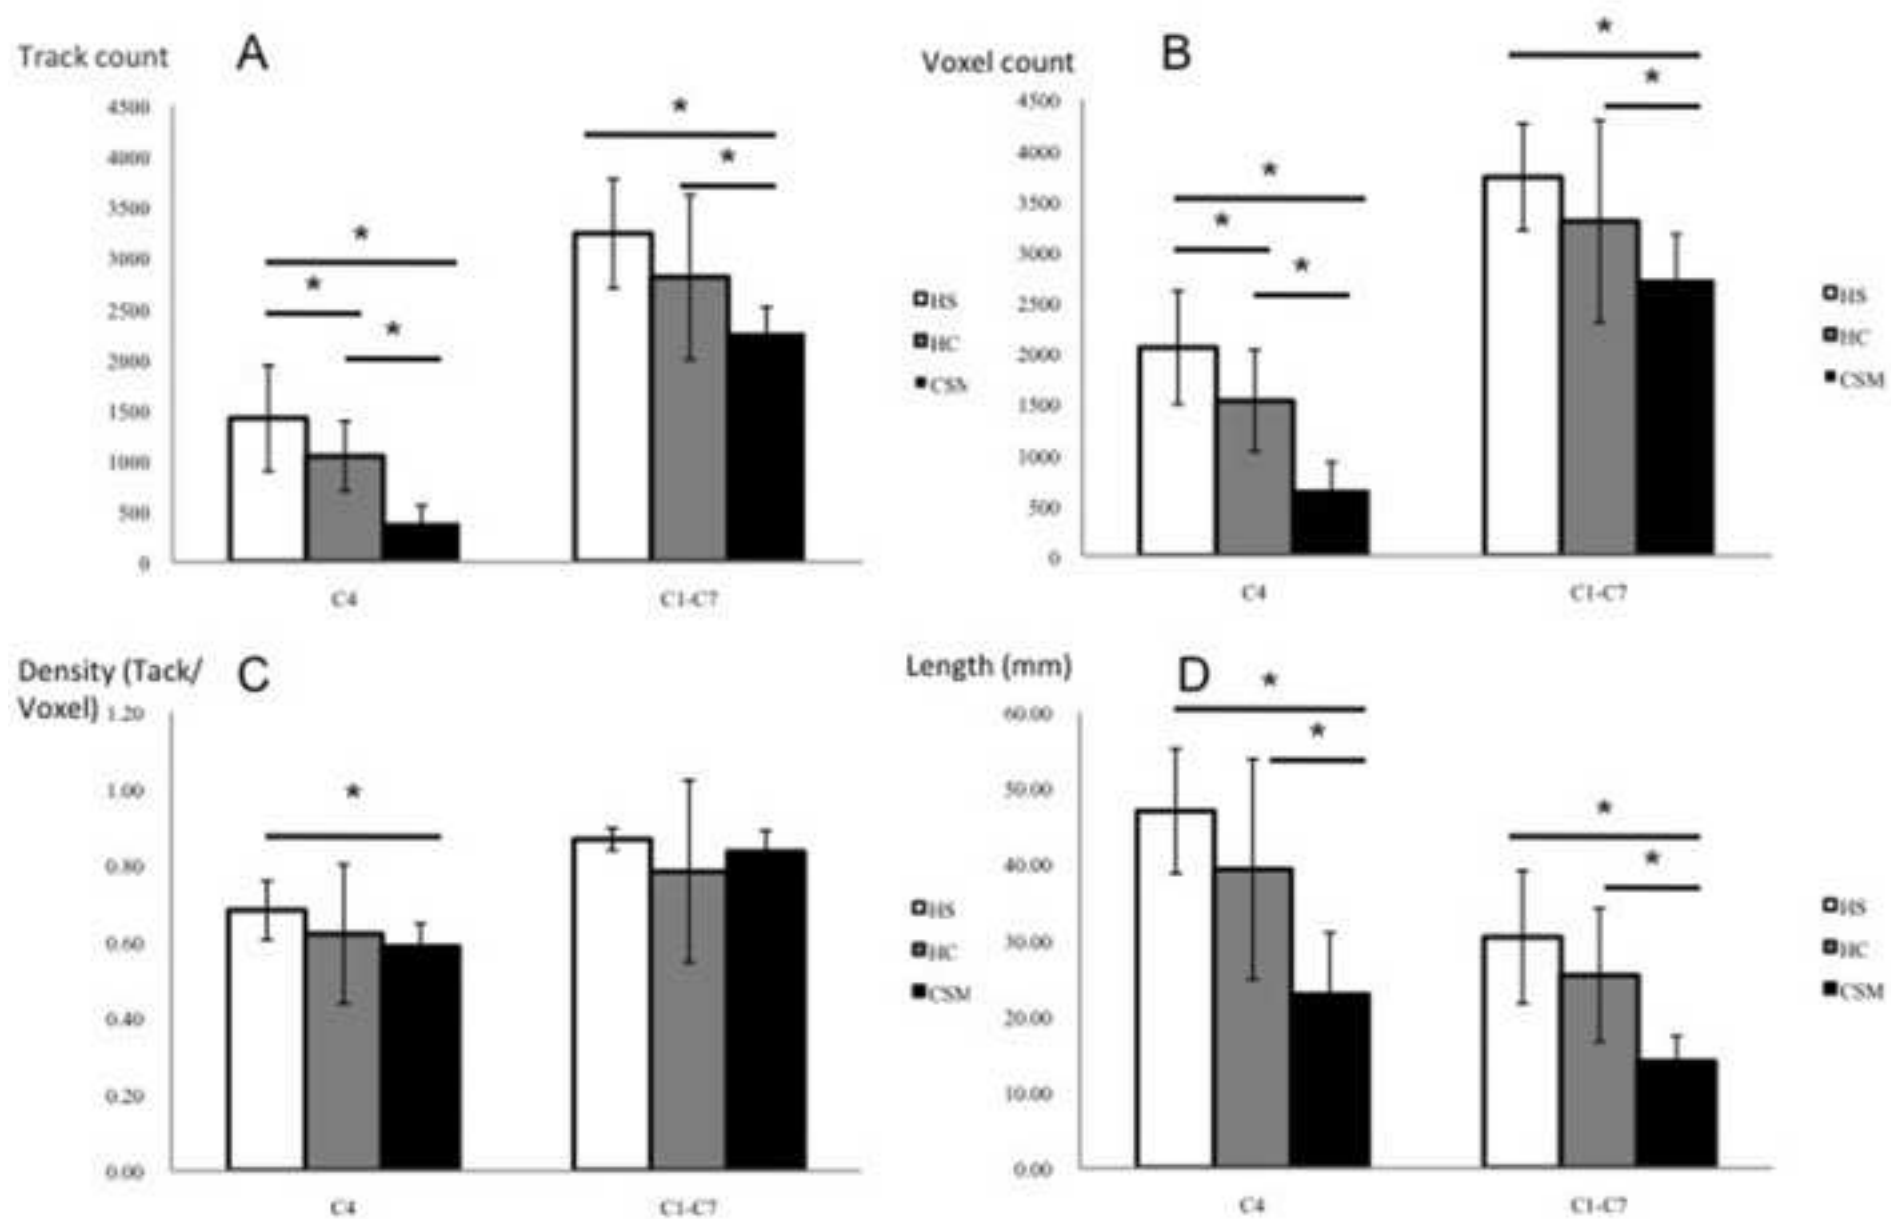 Track count A
4500
4000
3500
3000
2500
2000
1500
1000
500
0
*
*
*
*
*
C4 C1-C7
HS
HC
CSM
Voxel count B
4500
4000
3500
3000
2500
2000
1500
1000
500
0
*
*
*
*
*
C4 C1-C7
HS
HC
CSM
Density (Tack/
Voxel) C
1.20
1.00
0.80
0.60
0.40
0.20
0.00
*
C4 C1-C7
HS
HC
CSM
Length (mm) D
60.00
50.00
40.00
30.00
20.00
10.00
0.00
*
*
*
*
C4 C1-C7
HS
HC
CSM